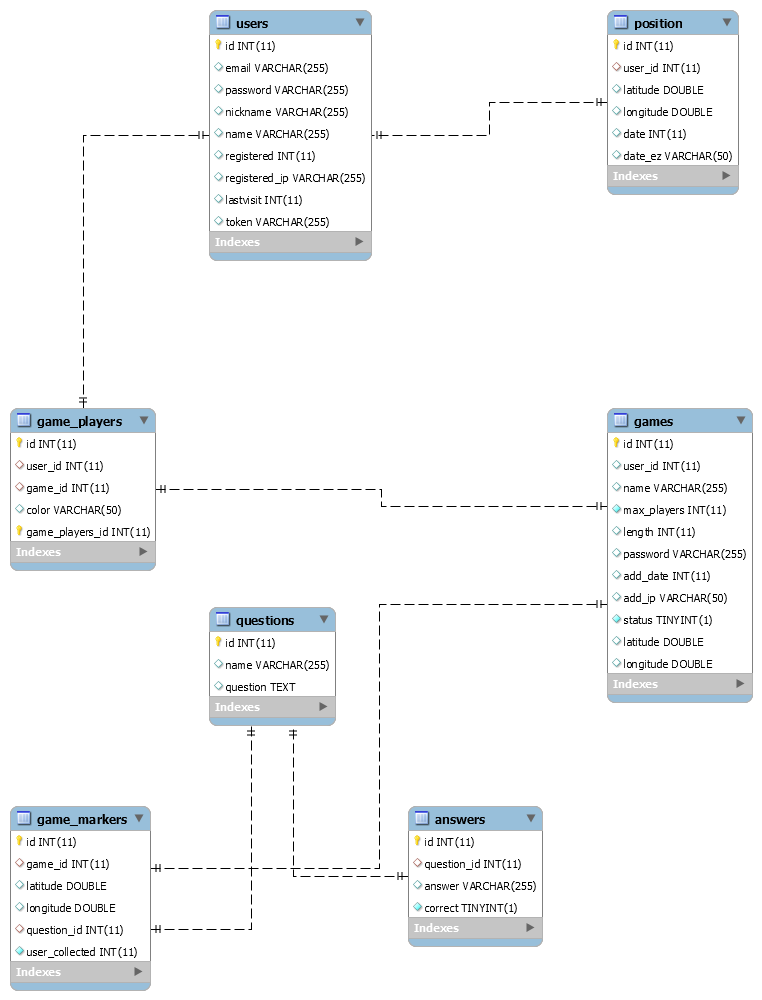 users
id INT(11)
email VARCHAR(255)
password VARCHAR(255)
nickname VARCHAR(255)
name VARCHAR(255)
registered INT(11)
registered_ip VARCHAR(255)
lastvisit INT(11)
token VARCHAR(255)
Indexes
position
id INT(11)
user_id INT(11)
latitude DOUBLE
longitude DOUBLE
date INT(11)
date_ez VARCHAR(50)
Indexes
game_players
id INT(11)
user_id INT(11)
game_id INT(11)
color VARCHAR(50)
game_players_id INT(11)
Indexes
games
id INT(11)
user_id INT(11)
name VARCHAR(255)
max_players INT(11)
length INT(11)
password VARCHAR(255)
add_date INT(11)
add_ip VARCHAR(50)
status TINYINT(1)
latitude DOUBLE
longitude DOUBLE
Indexes
questions
id INT(11)
name VARCHAR(255)
question TEXT
Indexes
game_markers
id INT(11)
game_id INT(11)
latitude DOUBLE
longitude DOUBLE
question_id INT(11)
user_collected INT(11)
Indexes
answers
id INT(11)
question_id INT(11)
answer VARCHAR(255)
correct TINYINT(1)
Indexes